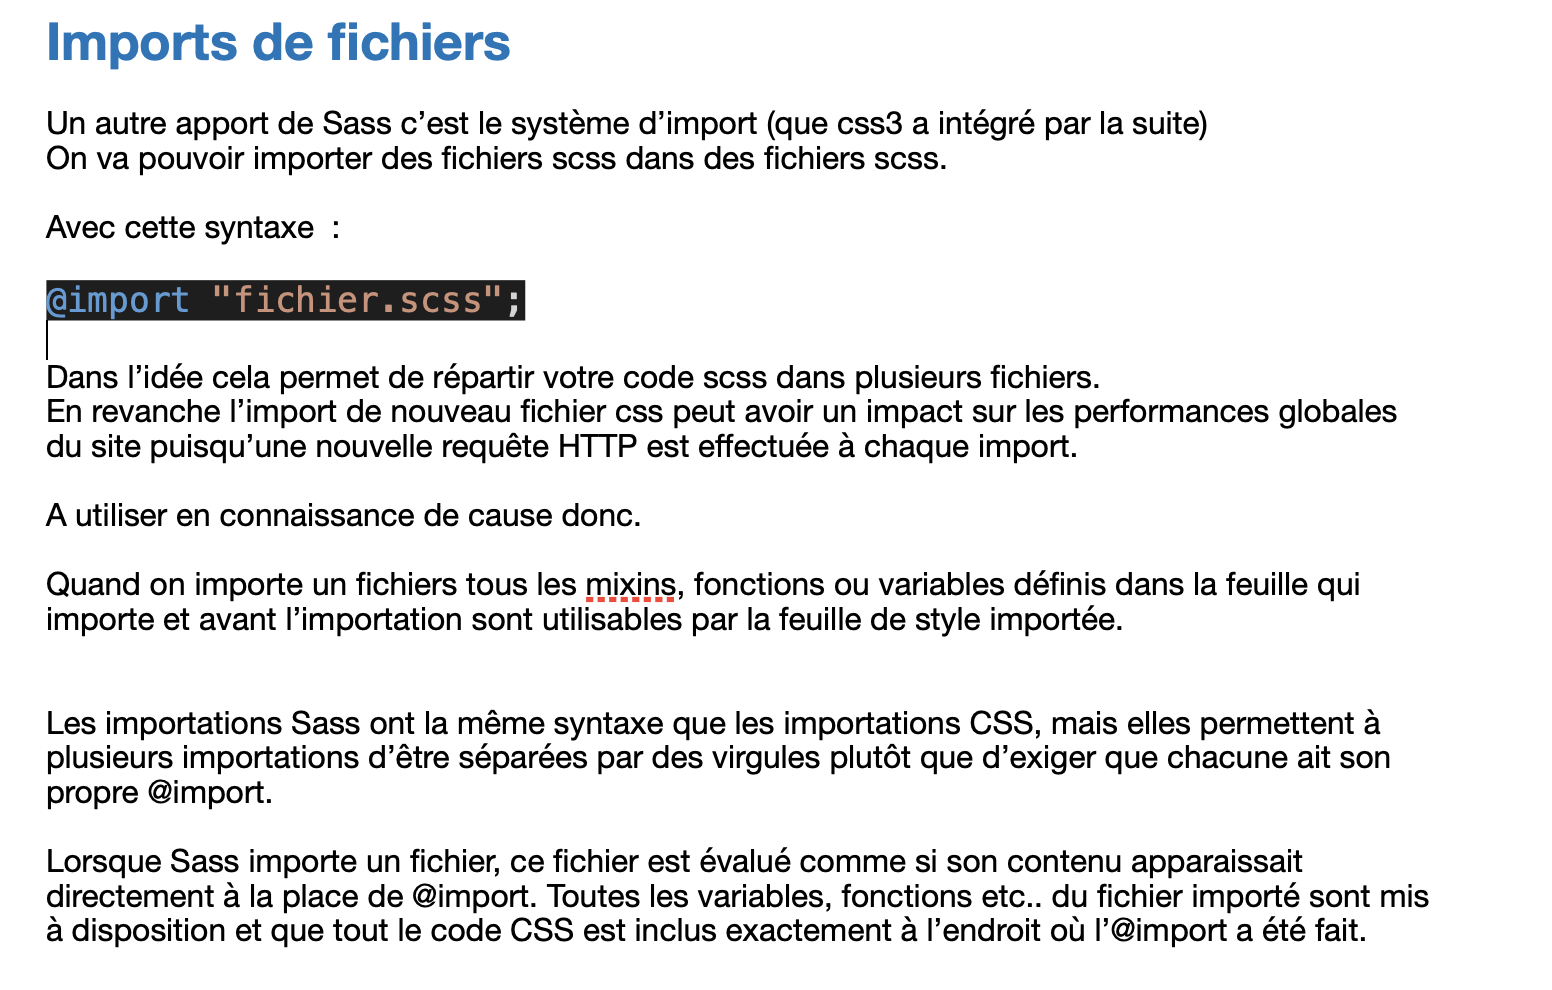 Imports de fichiers
Un autre apport de Sass c’est le système d’import (que css3 a intégré par la suite)
On va pouvoir importer des fichiers scss dans des fichiers scss.
Avec cette syntaxe  :
@import "fichier.scss";
Dans l’idée cela permet de répartir votre code scss dans plusieurs fichiers.
En revanche l’import de nouveau fichier css peut avoir un impact sur les performances globales
du site puisqu’une nouvelle requête HTTP est effectuée à chaque import.
A utiliser en connaissance de cause donc.
Quand on importe un fichiers tous les mixins, fonctions ou variables définis dans la feuille qui
importe et avant l’importation sont utilisables par la feuille de style importée.
Les importations Sass ont la même syntaxe que les importations CSS, mais elles permettent à
plusieurs importations d’être séparées par des virgules plutôt que d’exiger que chacune ait son
propre @import.
Lorsque Sass importe un fichier, ce fichier est évalué comme si son contenu apparaissait
directement à la place de @import. Toutes les variables, fonctions etc.. du fichier importé sont mis
à disposition et que tout le code CSS est inclus exactement à l’endroit où l’@import a été fait.